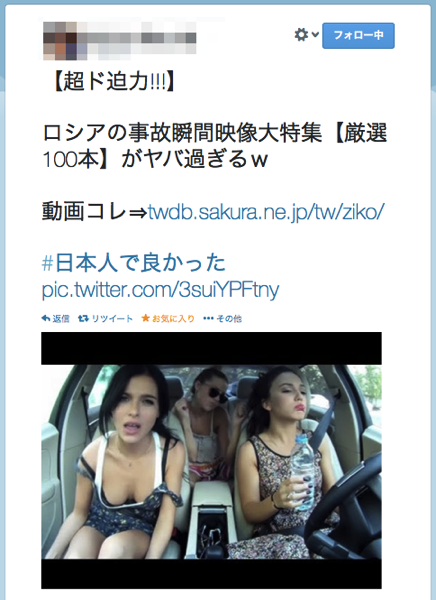 フォロー中
【超ド迫力!!!】
ロシアの事故瞬間映像大特集【厳選
100本】がヤバ過ぎるｗ
動画コレ⇒twdb.sakura.ne.jp/tw/ziko/
#日本人で良かった
pic.twitter.com/3suiYPFtny
返信 リツイート お気に入り その他